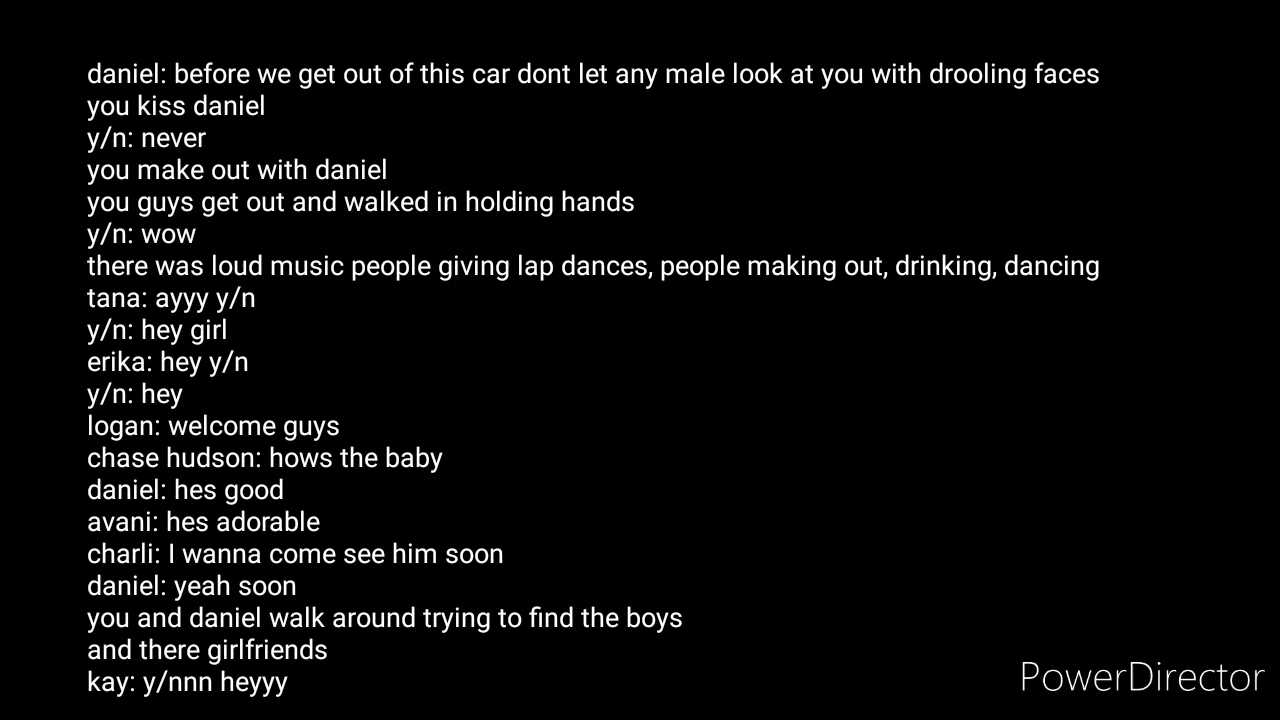 daniel: before we get out of this car dont let any male look at you with drooling faces
you kiss daniel
y/n: never
you make out with daniel
you guys get out and walked in holding hands
y/n: wow
there was loud music people giving lap dances, people making out, drinking, dancing
tana: ayyy y/n
y/n: hey girl
erika: hey y/n
y/n: hey
logan: welcome guys
chase hudson: hows the baby
daniel: hes good
avani: hes adorable
charli: I wanna come see him soon
daniel: yeah soon
you and daniel walk around trying to find the boys
and there girlfriends
kay: y/nnn heyyy
PowerDirector